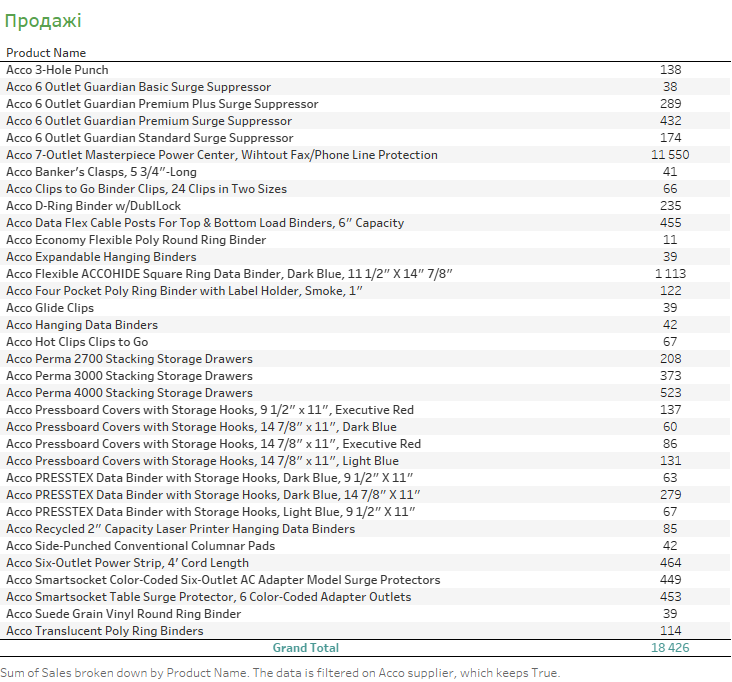 Продажі
Product Name
Acco 3-Hole Punch 138
Acco 6 Outlet Guardian Basic Surge Suppressor 38
Acco 6 Outlet Guardian Premium Plus Surge Suppressor 289
Acco 6 Outlet Guardian Premium Surge Suppressor 432
Acco 6 Outlet Guardian Standard Surge Suppressor 174
Acco 7-Outlet Masterpiece Power Center, Wihtout Fax/Phone Line Protection 11 550
Acco Banker's Clasps, 5 3/4"-Long 41
Acco Clips to Go Binder Clips, 24 Clips in Two Sizes 66
Acco D-Ring Binder w/DublLock 235
Acco Data Flex Cable Posts For Top & Bottom Load Binders, 6" Capacity 455
Acco Economy Flexible Poly Round Ring Binder 11
Acco Expandable Hanging Binders 39
Acco Flexible ACCOHIDE Square Ring Data Binder, Dark Blue, 11 1/2" X 14" 7/8" 1 113
Acco Four Pocket Poly Ring Binder with Label Holder, Smoke, 1" 122
Acco Glide Clips 39
Acco Hanging Data Binders 42
Acco Hot Clips Clips to Go 67
Acco Perma 2700 Stacking Storage Drawers 208
Acco Perma 3000 Stacking Storage Drawers 373
Acco Perma 4000 Stacking Storage Drawers 523
Acco Pressboard Covers with Storage Hooks, 9 1/2" x 11", Executive Red 137
Acco Pressboard Covers with Storage Hooks, 14 7/8" x 11", Dark Blue 60
Acco Pressboard Covers with Storage Hooks, 14 7/8" x 11", Executive Red 86
Acco Pressboard Covers with Storage Hooks, 14 7/8" x 11", Light Blue 131
Acco PRESSTEX Data Binder with Storage Hooks, Dark Blue, 9 1/2" X 11" 63
Acco PRESSTEX Data Binder with Storage Hooks, Dark Blue, 14 7/8" X 11" 279
Acco PRESSTEX Data Binder with Storage Hooks, Light Blue, 9 1/2" X 11" 67
Acco Recycled 2" Capacity Laser Printer Hanging Data Binders 85
Acco Side-Punched Conventional Columnar Pads 42
Acco Six-Outlet Power Strip, 4' Cord Length 464
Acco Smartsocket Color-Coded Six-Outlet AC Adapter Model Surge Protectors 449
Acco Smartsocket Table Surge Protector, 6 Color-Coded Adapter Outlets 453
Acco Suede Grain Vinyl Round Ring Binder 39
Acco Translucent Poly Ring Binders 114
Grand Total 18 426
Sum of Sales broken down by Product Name. The data is filtered on Acco supplier, which keeps True.